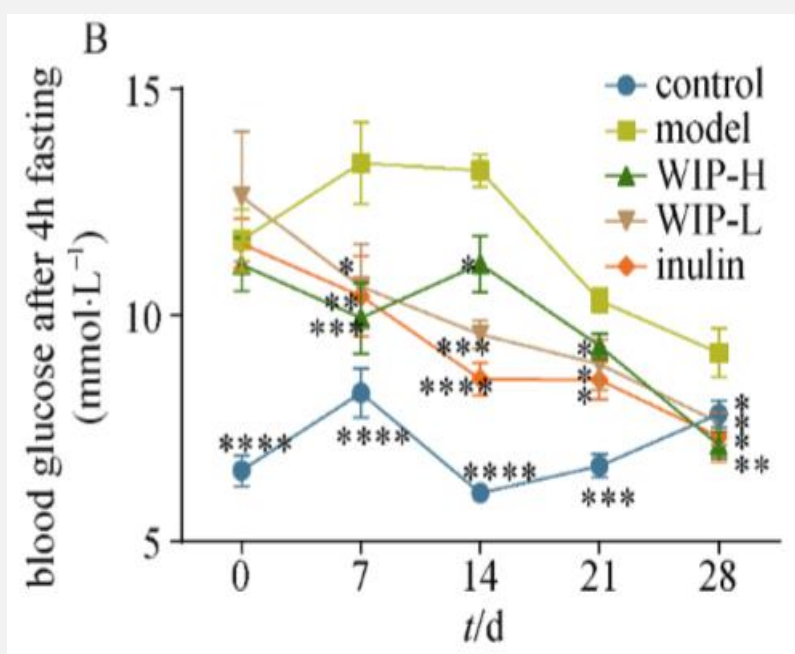 B
blood glucose after 4h fasting
(mmol·L⁻¹)
15
10
5
control
model
WIP-H
WIP-L
inulin
*
**
***
*
***
****
*
*
*
****
****
****
***
*
*
*
**
0 7 14 21 28
t/d